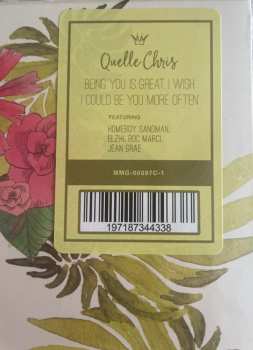 Quelle Chris
BEING YOU IS GREAT, I WISH
I COULD BE YOU MORE OFTEN
FEATURING
HOMEBOY SANDMAN,
ELZHI, ROC MARCI,
JEAN GRAE
MMG-00097C-1
197187344338